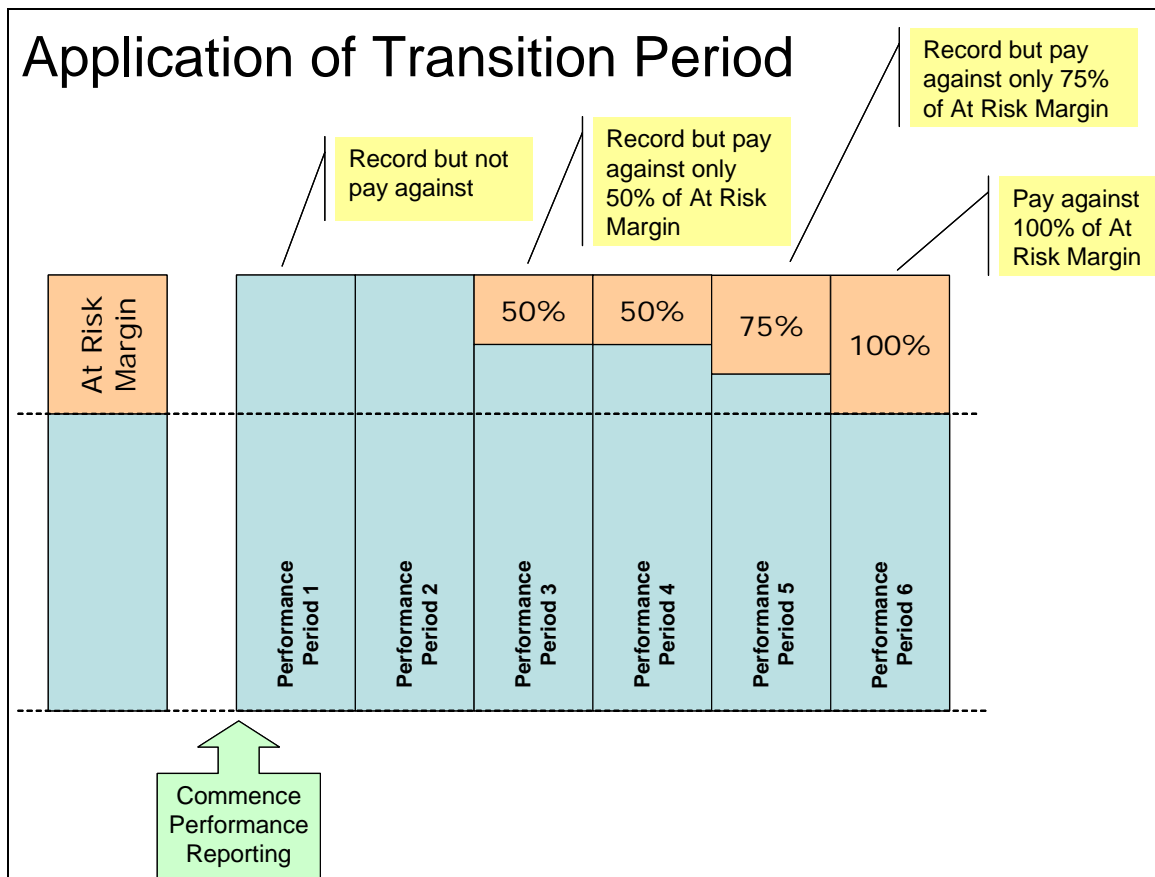 Application of Transition Period
Record but not
pay against
Record but pay
against only
50% of At Risk
Margin
Record but pay
against only 75%
of At Risk Margin
Pay against
100% of At
Risk Margin
At Risk
Margin
50%
50%
75%
100%
Performance
Period 1
Performance
Period 2
Performance
Period 3
Performance
Period 4
Performance
Period 5
Performance
Period 6
Commence
Performance
Reporting